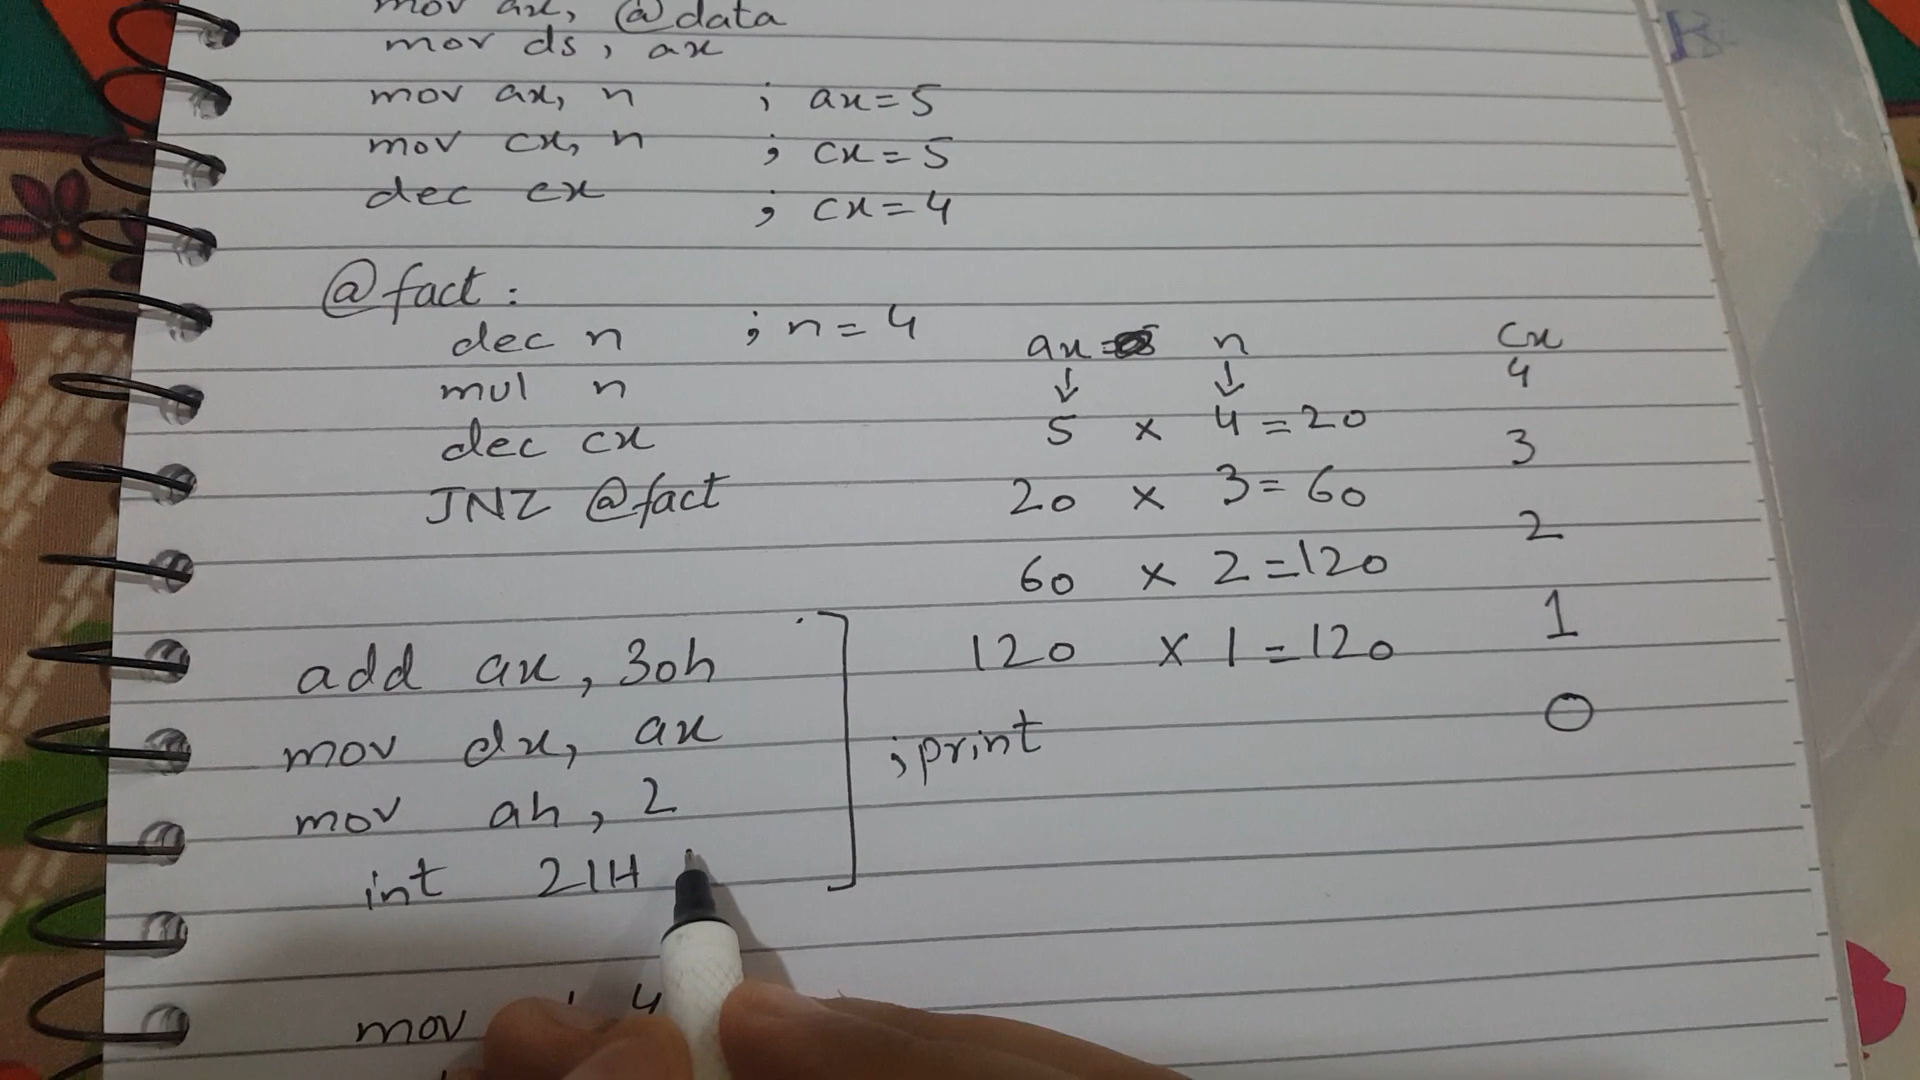 mov ax, @data
mov ds, ax
mov ax, n ; ax=5
mov cx, n ; cx=5
dec cx ; cx=4
@fact:
dec n ; n=4
mul n
dec cx
JNZ @fact
ax= n cx
↓ ↓ 4
5 × 4=20
3
20 × 3=60
2
60 × 2=120
1
120 × 1=120
0
add ax, 30h
mov dx, ax
mov ah, 2
int 21H
;print
mov 4